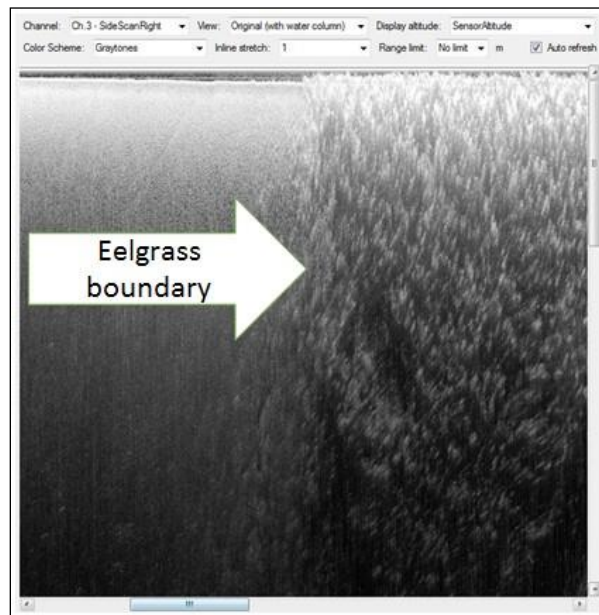 Channel: Ch.3 - SideScanRight View: Original (with water column) Display altitude: SensorAltitude
Color Scheme: Graytones Inline stretch: 1 Range limit: No limit m Auto refresh
Eelgrass
boundary